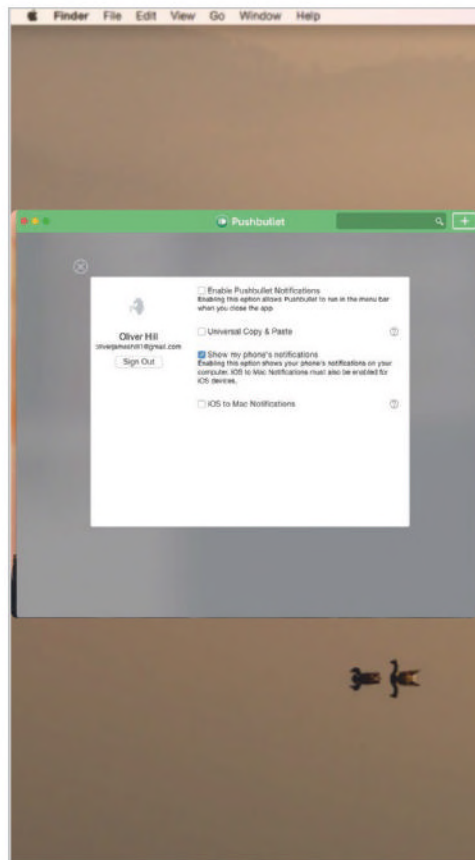 Finder File Edit View Go Window Help
Pushbullet
Enable Pushbullet Notifications
Enabling this option allows Pushbullet to run in the menu bar
when you close the app
Oliver Hill
Sign Out
Universal Copy & Paste
Show my phone's notifications
Enabling this option shows your phone's notifications on your
computer. iOS to Mac Notifications must also be enabled for
iOS devices.
iOS to Mac Notifications